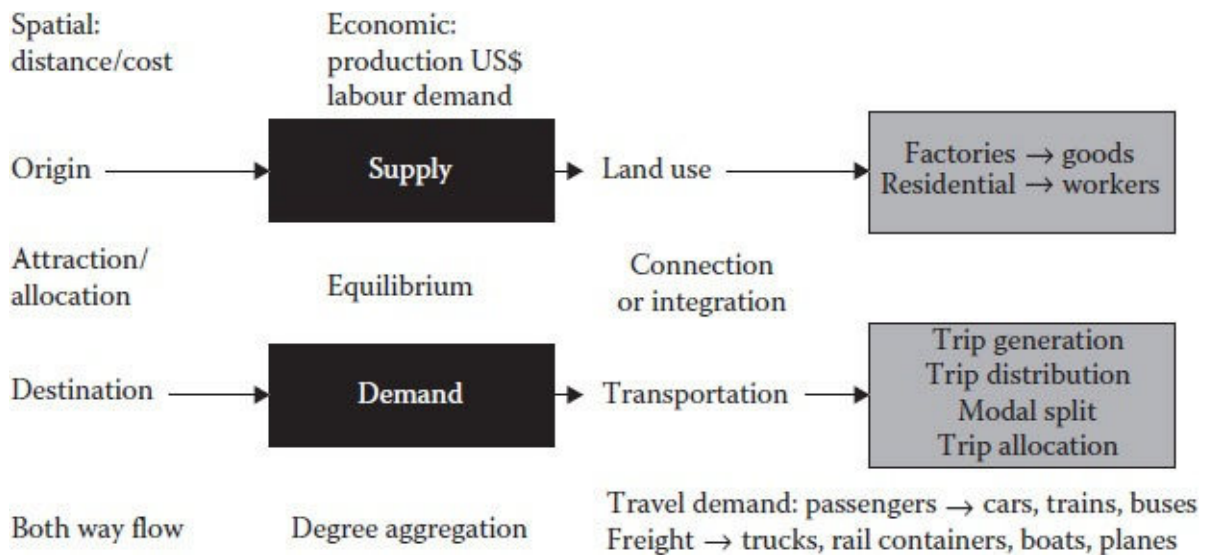 Spatial:
distance/cost
Economic:
production US$
labour demand
Origin
Supply
Land use
Factories → goods
Residential → workers
Attraction/
allocation
Equilibrium
Connection
or integration
Destination
Demand
Transportation
Trip generation
Trip distribution
Modal split
Trip allocation
Both way flow
Degree aggregation
Travel demand: passengers → cars, trains, buses
Freight → trucks, rail containers, boats, planes